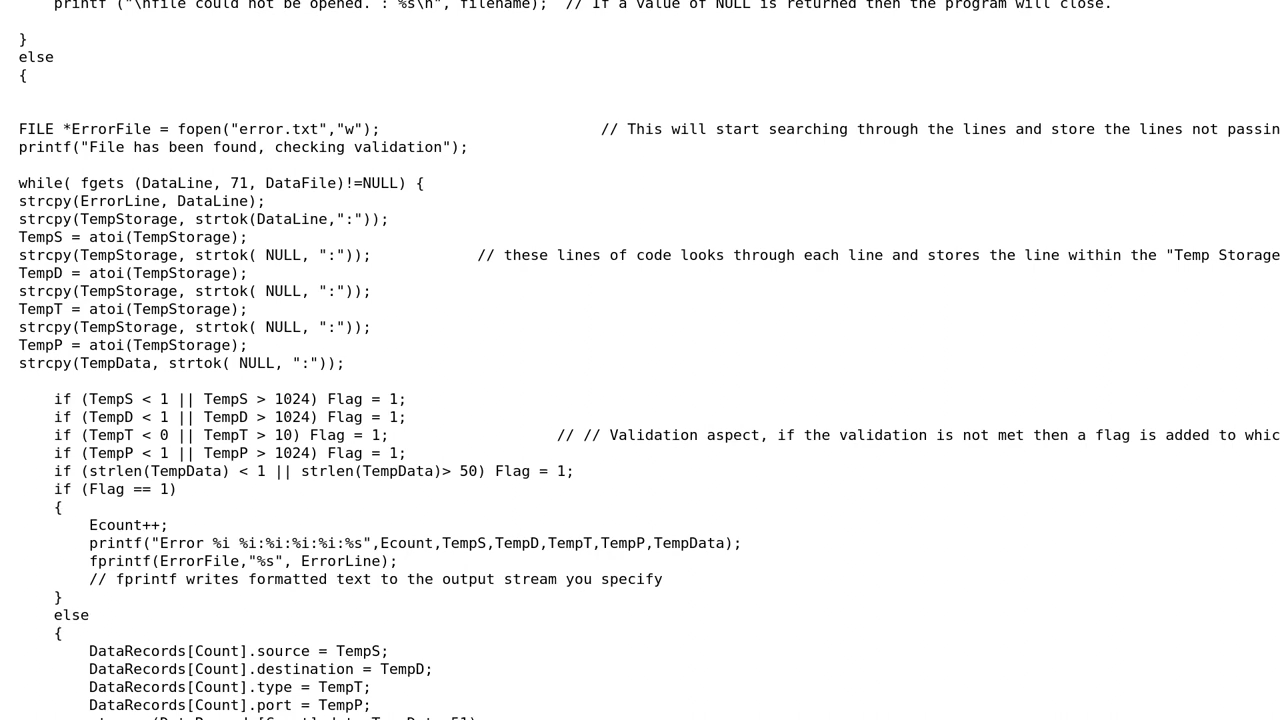 printf ("\nfile could not be opened. : %s\n", filename);  // If a value of NULL is returned then the program will close.
}
else
{
FILE *ErrorFile = fopen("error.txt","w");                         // This will start searching through the lines and store the lines not passin
printf("File has been found, checking validation");
while( fgets (DataLine, 71, DataFile)!=NULL) {
strcpy(ErrorLine, DataLine);
strcpy(TempStorage, strtok(DataLine,":"));
TempS = atoi(TempStorage);
strcpy(TempStorage, strtok( NULL, ":"));            // these lines of code looks through each line and stores the line within the "Temp Storage
TempD = atoi(TempStorage);
strcpy(TempStorage, strtok( NULL, ":"));
TempT = atoi(TempStorage);
strcpy(TempStorage, strtok( NULL, ":"));
TempP = atoi(TempStorage);
strcpy(TempData, strtok( NULL, ":"));
    if (TempS < 1 || TempS > 1024) Flag = 1;
    if (TempD < 1 || TempD > 1024) Flag = 1;
    if (TempT < 0 || TempT > 10) Flag = 1;                   // // Validation aspect, if the validation is not met then a flag is added to whic
    if (TempP < 1 || TempP > 1024) Flag = 1;
    if (strlen(TempData) < 1 || strlen(TempData)> 50) Flag = 1;
    if (Flag == 1)
    {
        Ecount++;
        printf("Error %i %i:%i:%i:%i:%s",Ecount,TempS,TempD,TempT,TempP,TempData);
        fprintf(ErrorFile,"%s", ErrorLine);
        // fprintf writes formatted text to the output stream you specify
    }
    else
    {
        DataRecords[Count].source = TempS;
        DataRecords[Count].destination = TempD;
        DataRecords[Count].type = TempT;
        DataRecords[Count].port = TempP;